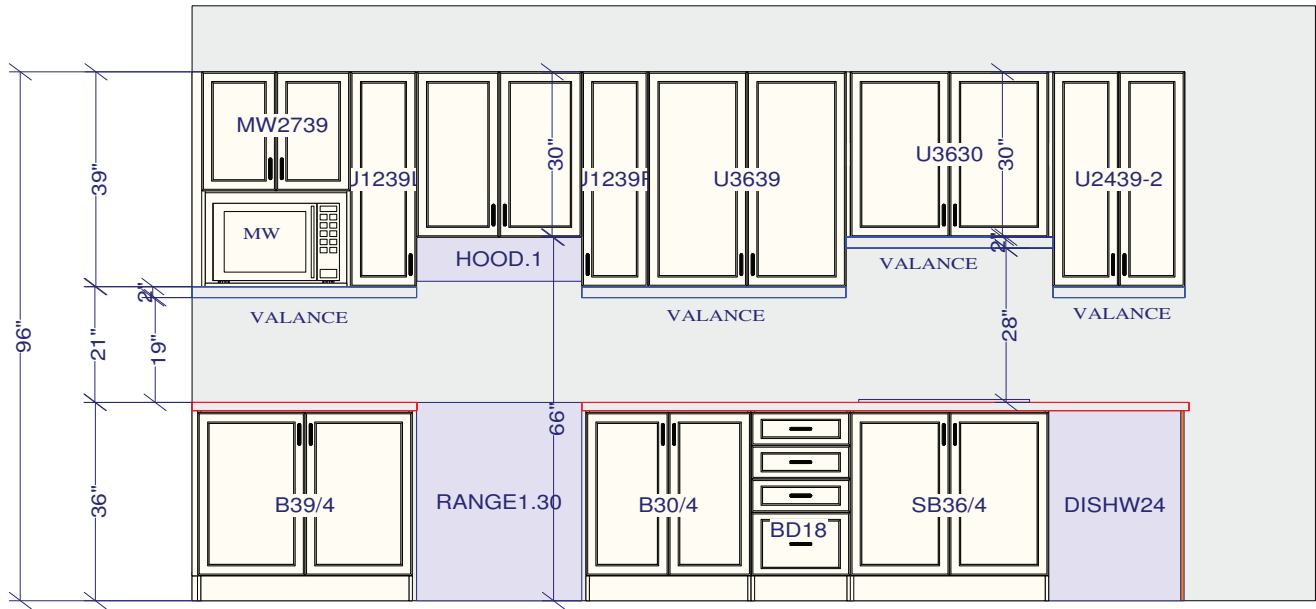 MW2739
U3630
U1239L
U3639
U2439-2
MW
HOOD.1
VALANCE
VALANCE
VALANCE
VALANCE
96"
39"
2"
21"
19"
36"
30"
66"
30"
2"
28"
B39/4
RANGE1.30
B30/4
BD18
SB36/4
DISHW24